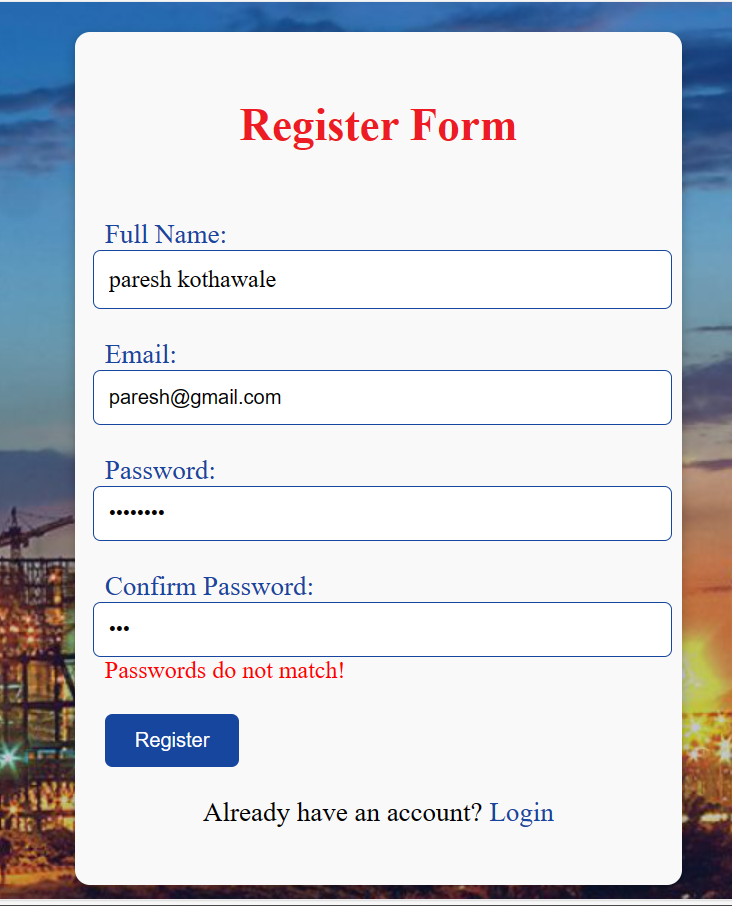 Register Form
Full Name:
paresh kothawale
Email:
paresh@gmail.com
Password:
••••••••
Confirm Password:
•••
Passwords do not match!
Register
Already have an account? Login